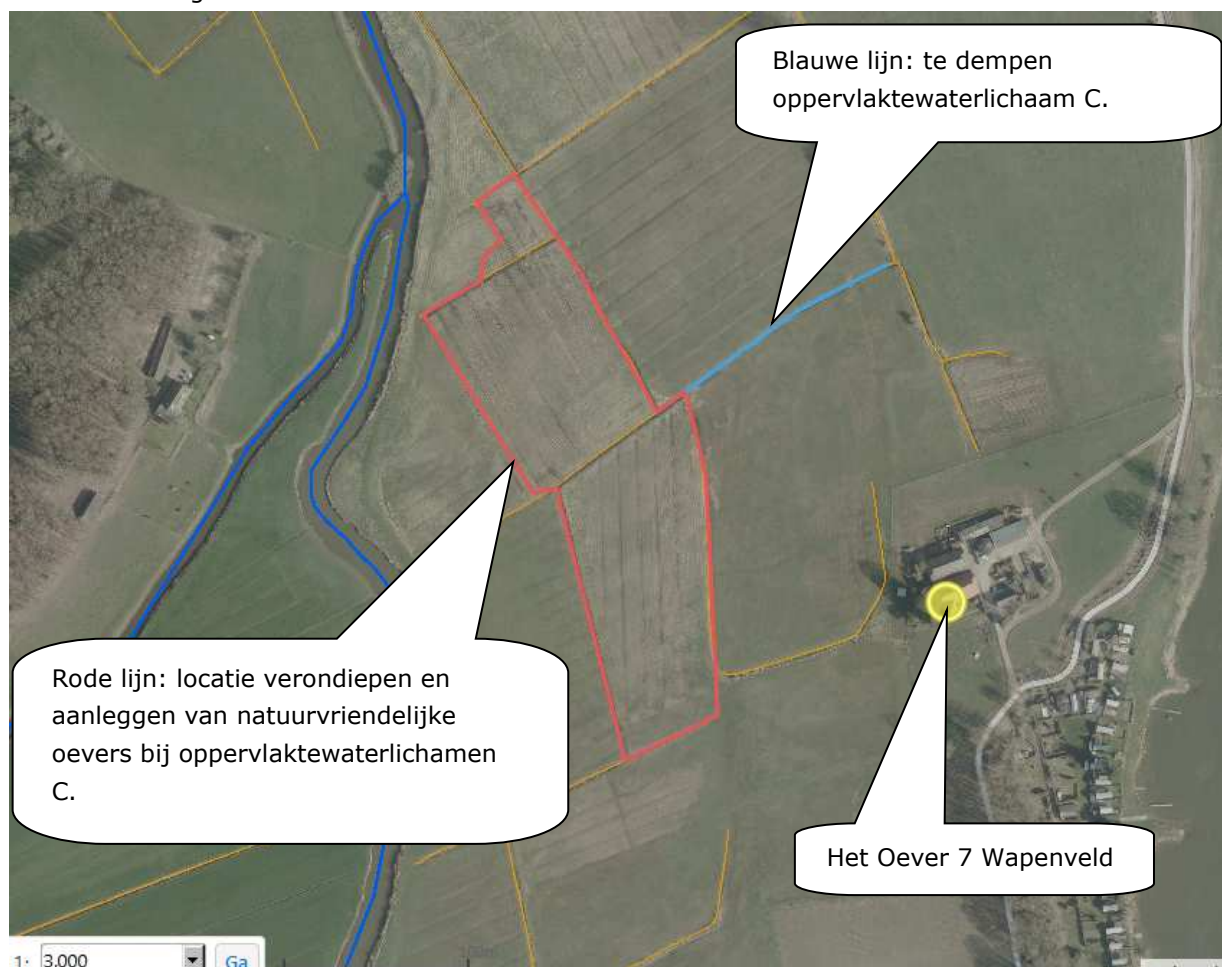 Blauwe lijn: te dempen
oppervlaktewaterlichaam C.
Rode lijn: locatie verondiepen en
aanleggen van natuurvriendelijke
oevers bij oppervlaktewaterlichamen
C.
Het Oever 7 Wapenveld
1: 3.000 Ga